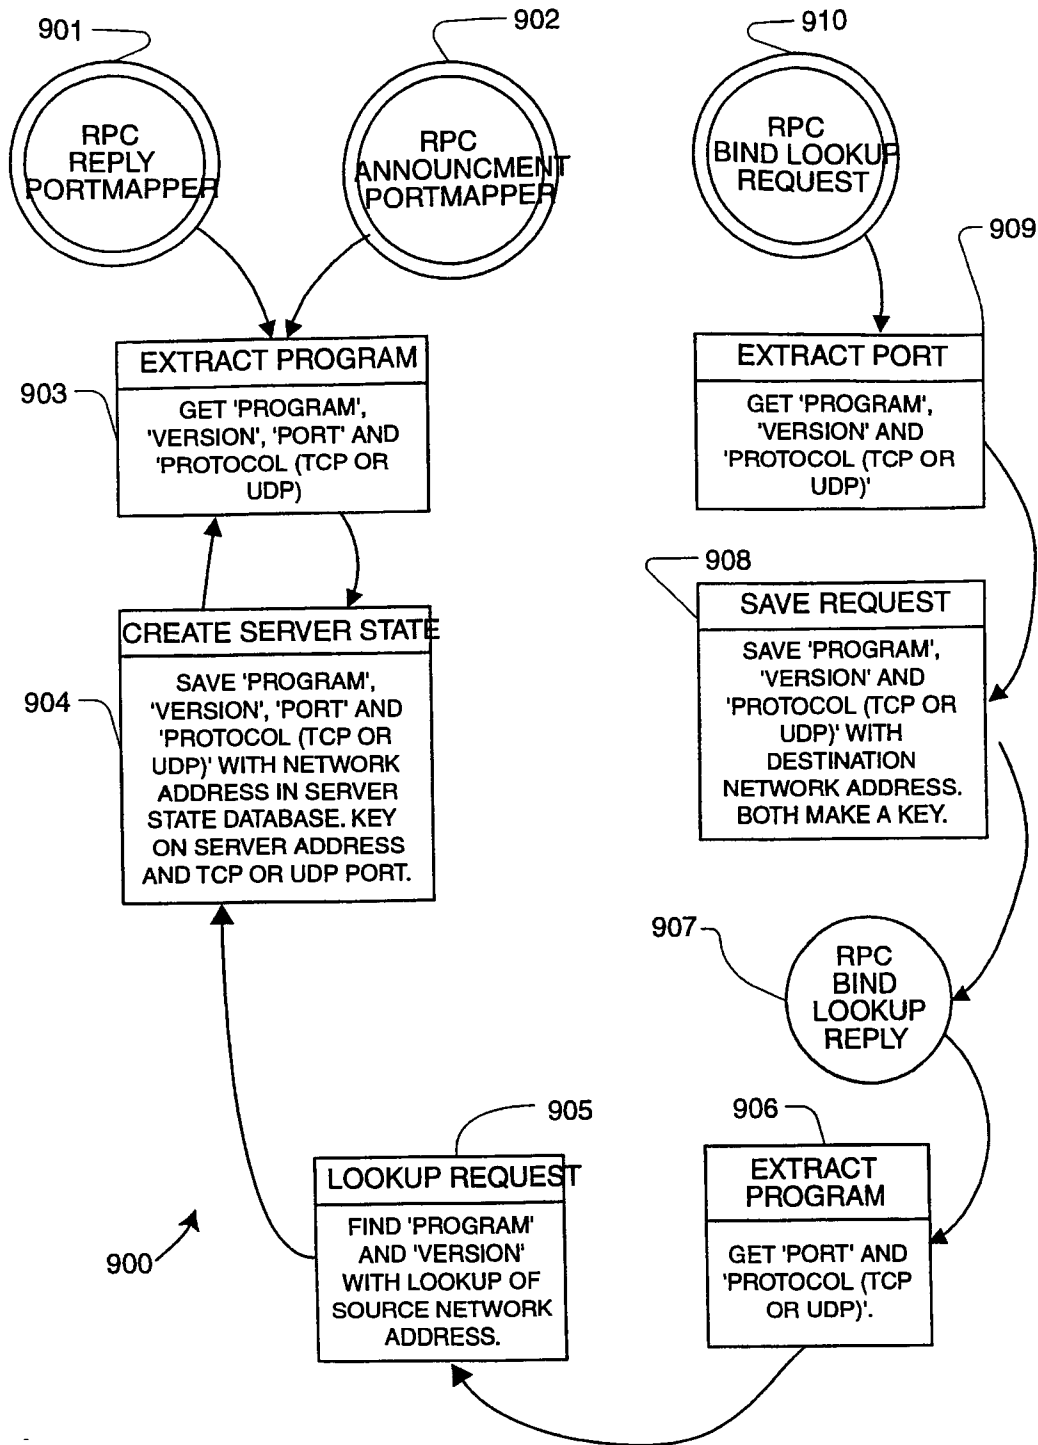 901
902
910
RPC
REPLY
PORTMAPPER
RPC
ANNOUNCMENT
PORTMAPPER
RPC
BIND LOOKUP
REQUEST
909
EXTRACT PROGRAM
903
GET 'PROGRAM',
'VERSION', 'PORT' AND
'PROTOCOL (TCP OR
UDP)
EXTRACT PORT
GET 'PROGRAM',
'VERSION' AND
'PROTOCOL (TCP OR
UDP)'
908
CREATE SERVER STATE
904
SAVE 'PROGRAM',
'VERSION', 'PORT' AND
'PROTOCOL (TCP OR
UDP)' WITH NETWORK
ADDRESS IN SERVER
STATE DATABASE. KEY
ON SERVER ADDRESS
AND TCP OR UDP PORT.
SAVE REQUEST
SAVE 'PROGRAM',
'VERSION' AND
'PROTOCOL (TCP OR
UDP)' WITH
DESTINATION
NETWORK ADDRESS.
BOTH MAKE A KEY.
907
RPC
BIND
LOOKUP
REPLY
905
906
LOOKUP REQUEST
FIND 'PROGRAM'
AND 'VERSION'
WITH LOOKUP OF
SOURCE NETWORK
ADDRESS.
EXTRACT
PROGRAM
GET 'PORT' AND
'PROTOCOL (TCP
OR UDP)'.
900